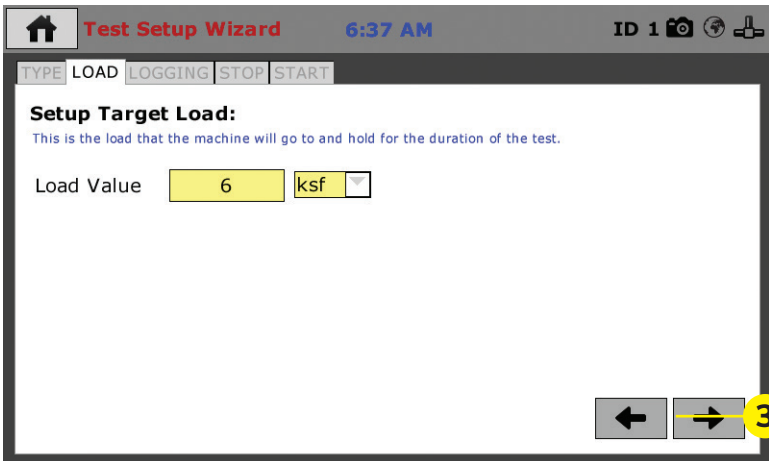 Test Setup Wizard 6:37 AM ID 1
TYPE LOAD LOGGING STOP START
Setup Target Load:
This is the load that the machine will go to and hold for the duration of the test.
Load Value 6 ksf
3